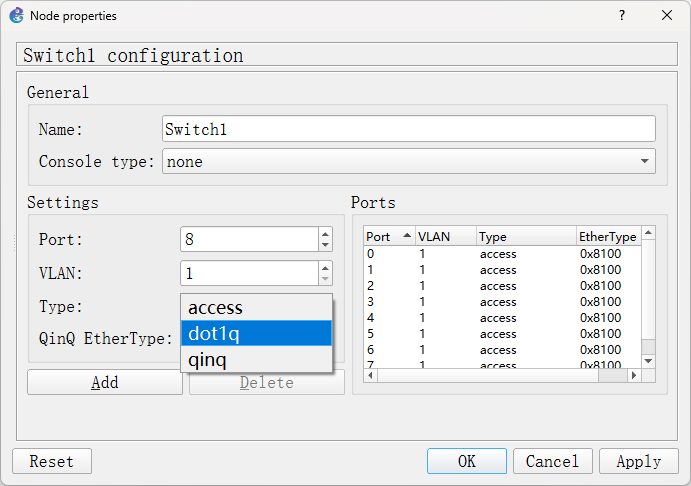 Node properties
Switch1 configuration
General
Name: Switch1
Console type: none
Settings
Port: 8
VLAN: 1
Type:
access
dot1q
qinq
QinQ EtherType:
Add Delete
Ports
Port VLAN Type EtherType
0 1 access 0x8100
1 1 access 0x8100
2 1 access 0x8100
3 1 access 0x8100
4 1 access 0x8100
5 1 access 0x8100
6 1 access 0x8100
7 1 access 0x8100
Reset OK Cancel Apply